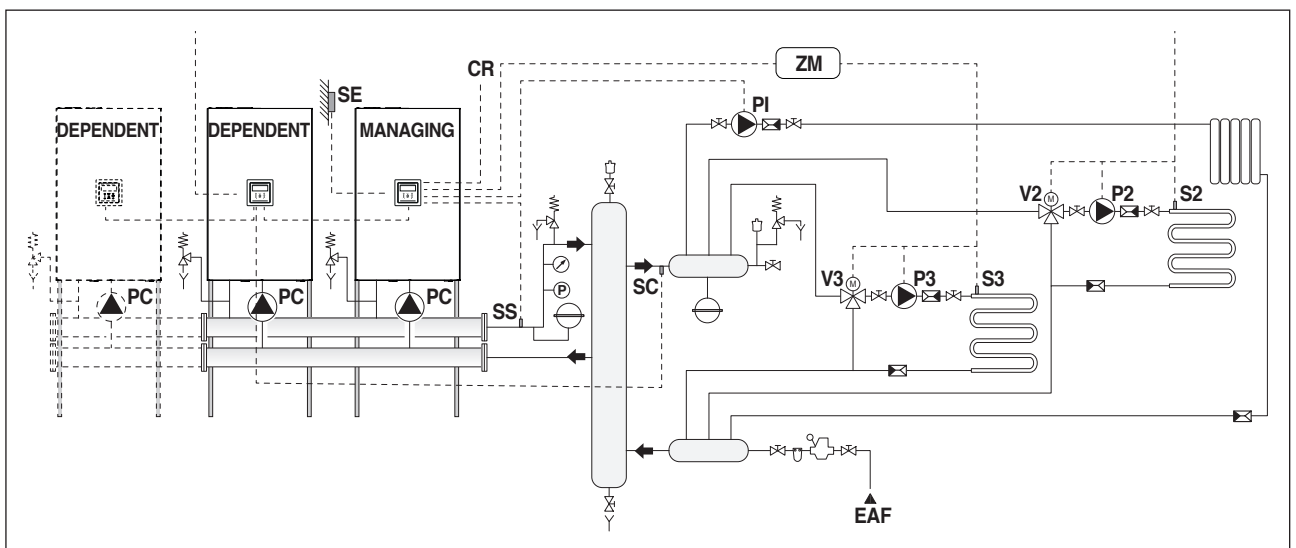 CR
ZM
SE
PI
DEPENDENT
DEPENDENT
MANAGING
V2
M
P2
S2
SC
V3
M
P3
S3
PC
PC
PC
SS
P
EAF